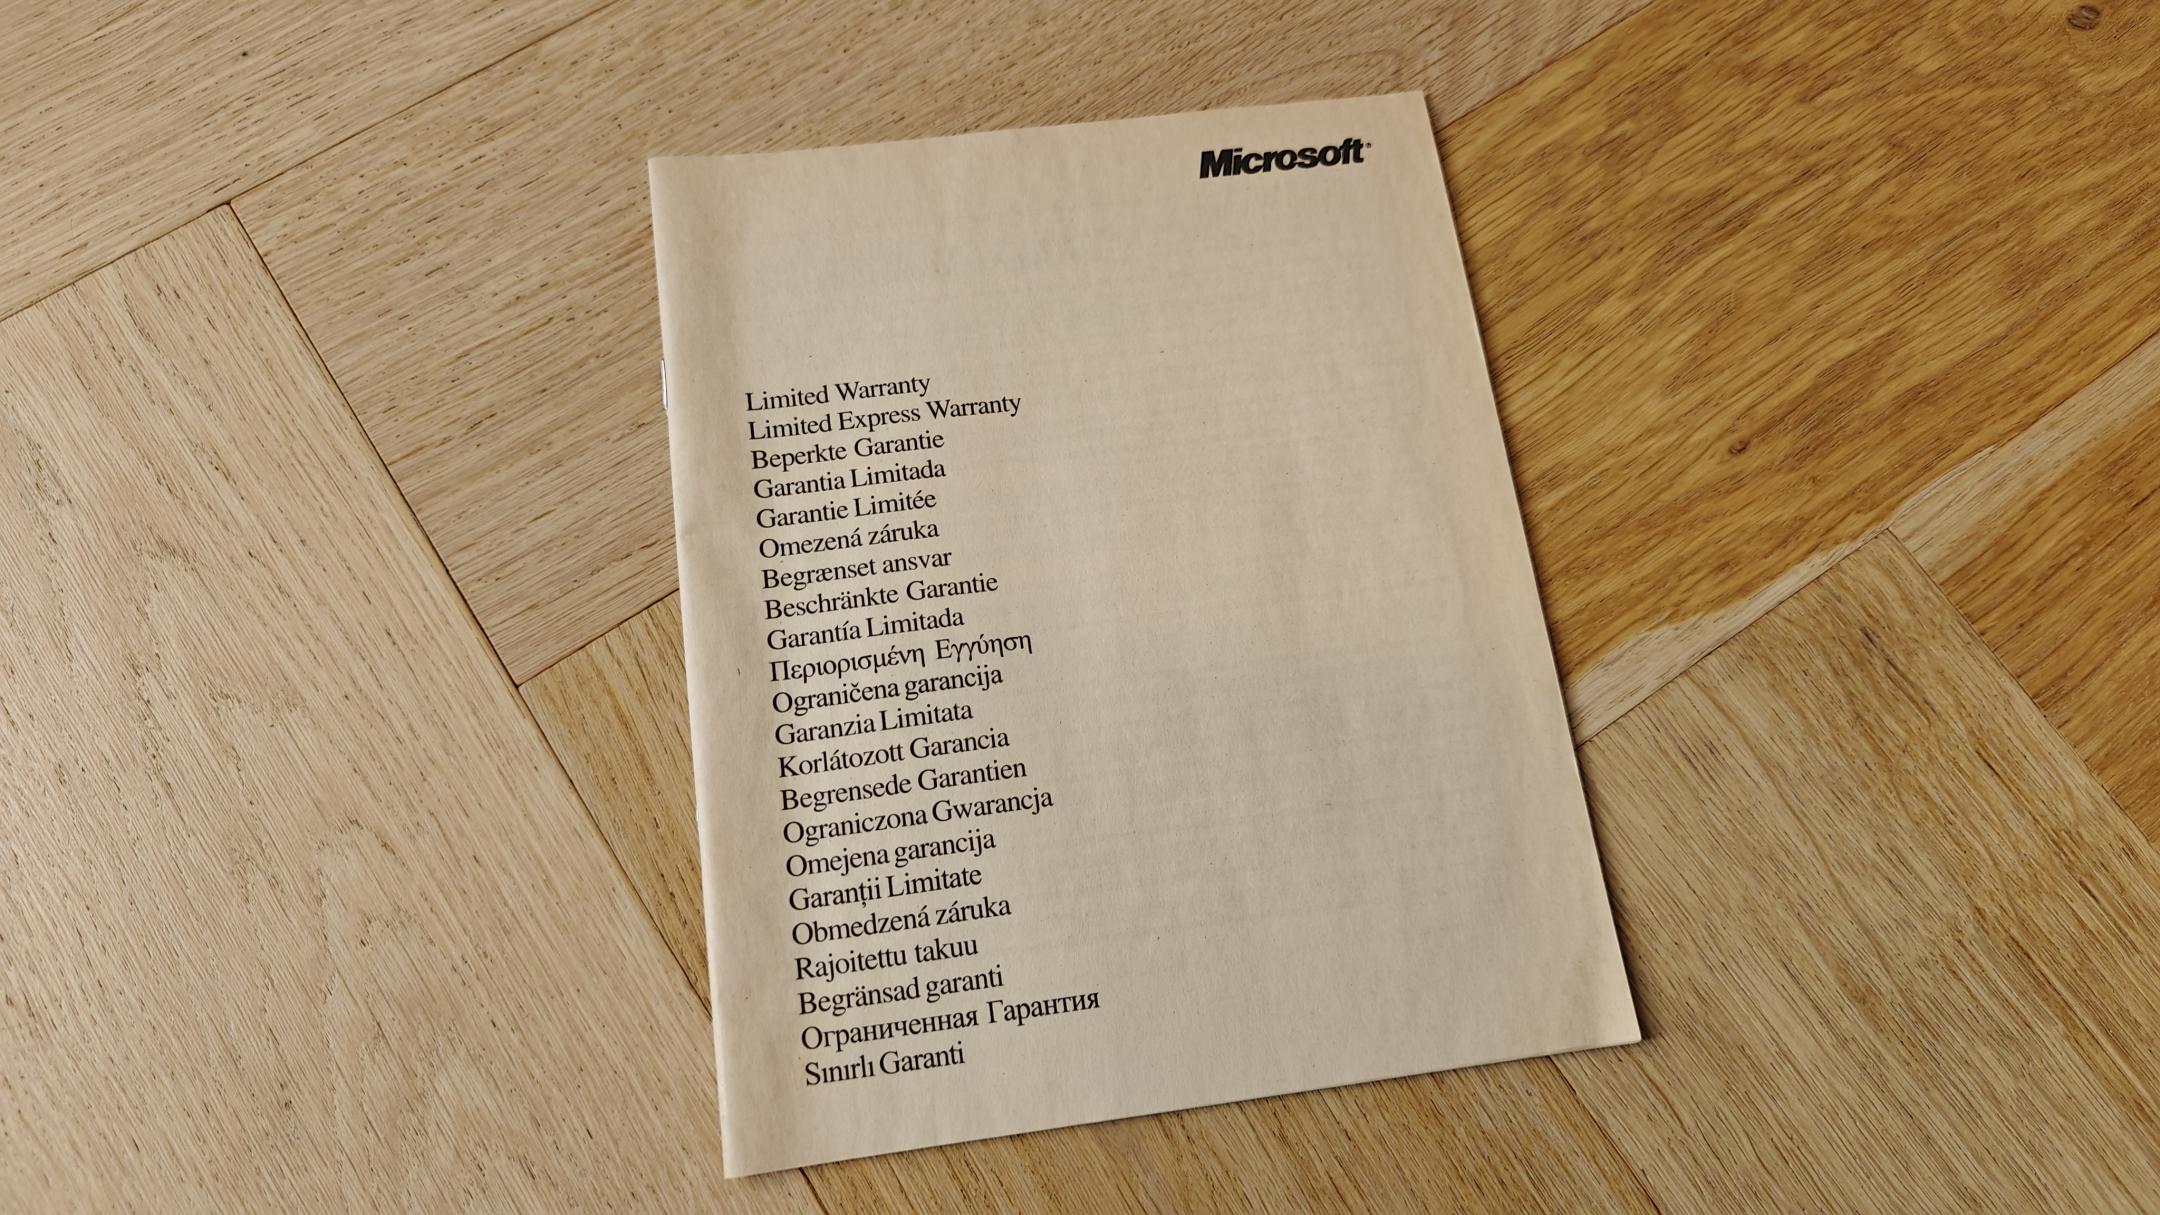 Microsoft®
Limited Warranty
Limited Express Warranty
Beperkte Garantie
Garantia Limitada
Garantie Limitée
Omezená záruka
Begrænset ansvar
Beschränkte Garantie
Garantía Limitada
Περιορισμένη Εγγύηση
Ograničena garancija
Garanzia Limitata
Korlátozott Garancia
Begrensede Garantien
Ograniczona Gwarancja
Omejena garancija
Garanţii Limitate
Obmedzená záruka
Rajoitettu takuu
Begränsad garanti
Ограниченная Гарантия
Sınırlı Garanti